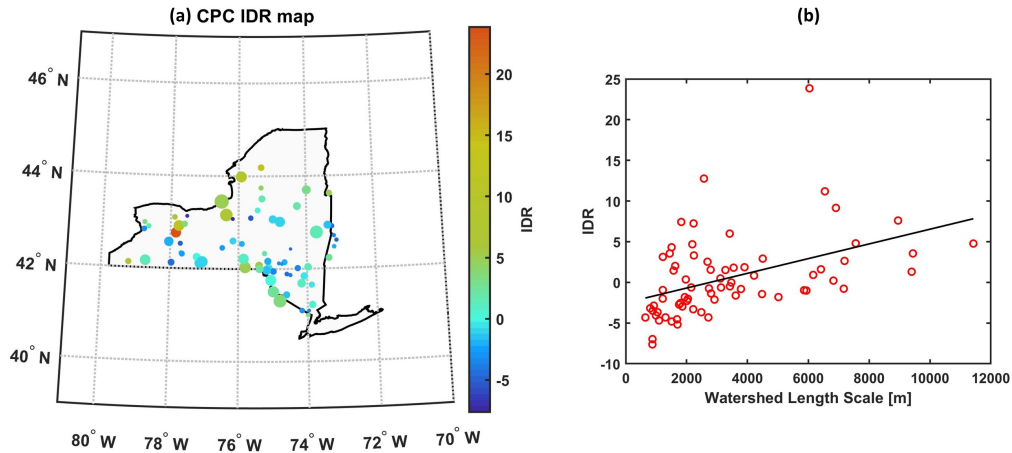 (a) CPC IDR map
(b)
46° N
44° N
42° N
40° N
80° W
78° W
76° W
74° W
72° W
70° W
20
15
10
5
0
-5
IDR
25
20
15
10
5
0
-5
-10
IDR
0
2000
4000
6000
8000
10000
12000
Watershed Length Scale [m]